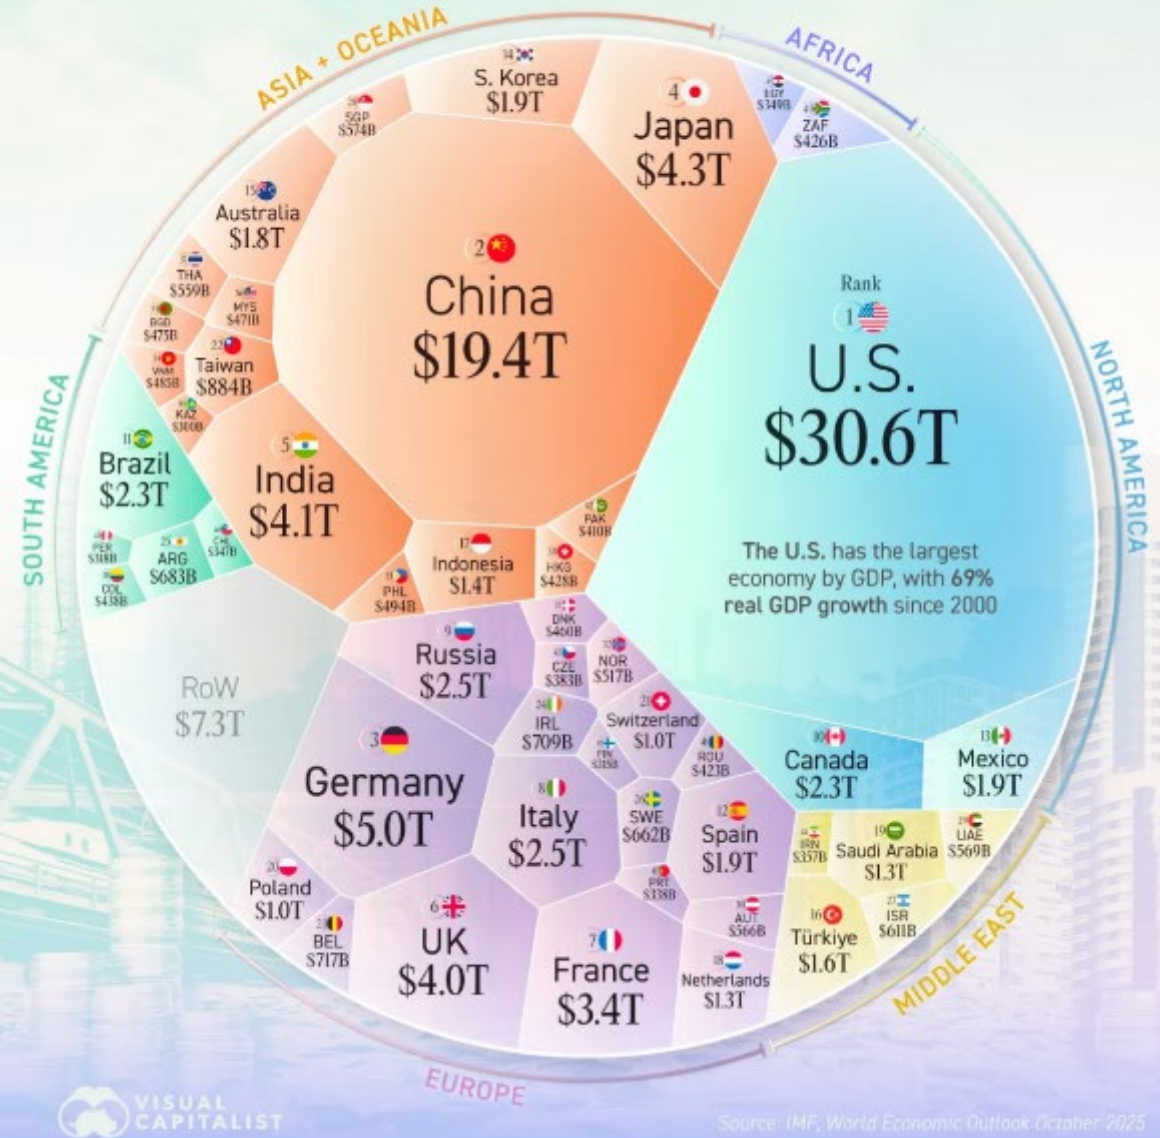 ASIA + OCEANIA
AFRICA
NORTH AMERICA
SOUTH AMERICA
MIDDLE EAST
EUROPE
14
S. Korea
$1.9T
4
Japan
$4.3T
$349B
ZAF
$426B
SGP
$574B
15
Australia
$1.8T
2
China
$19.4T
Rank
1
U.S.
$30.6T
The U.S. has the largest
economy by GDP, with 69%
real GDP growth since 2000
THA
$559B
MYS
$471B
BGD
$475B
VNM
$485B
22
Taiwan
$884B
KAZ
$300B
11
Brazil
$2.3T
5
India
$4.1T
PER
$318B
25
ARG
$683B
$347B
COL
$438B
PAK
$410B
17
Indonesia
$1.4T
HKG
$428B
PHL
$494B
RoW
$7.3T
9
Russia
$2.5T
DNK
$460B
CZE
$383B
NOR
$517B
24
IRL
$709B
21
Switzerland
$1.0T
ROU
$423B
3
Germany
$5.0T
8
Italy
$2.5T
26
SWE
$662B
12
Spain
$1.9T
PRT
$338B
10
Canada
$2.3T
13
Mexico
$1.9T
IRN
$357B
19
Saudi Arabia
$1.3T
UAE
$569B
16
Türkiye
$1.6T
27
ISR
$611B
20
Poland
$1.0T
23
BEL
$717B
6
UK
$4.0T
7
France
$3.4T
AUT
$566B
18
Netherlands
$1.3T
VISUAL
CAPITALIST
Source: IMF, World Economic Outlook October 2025